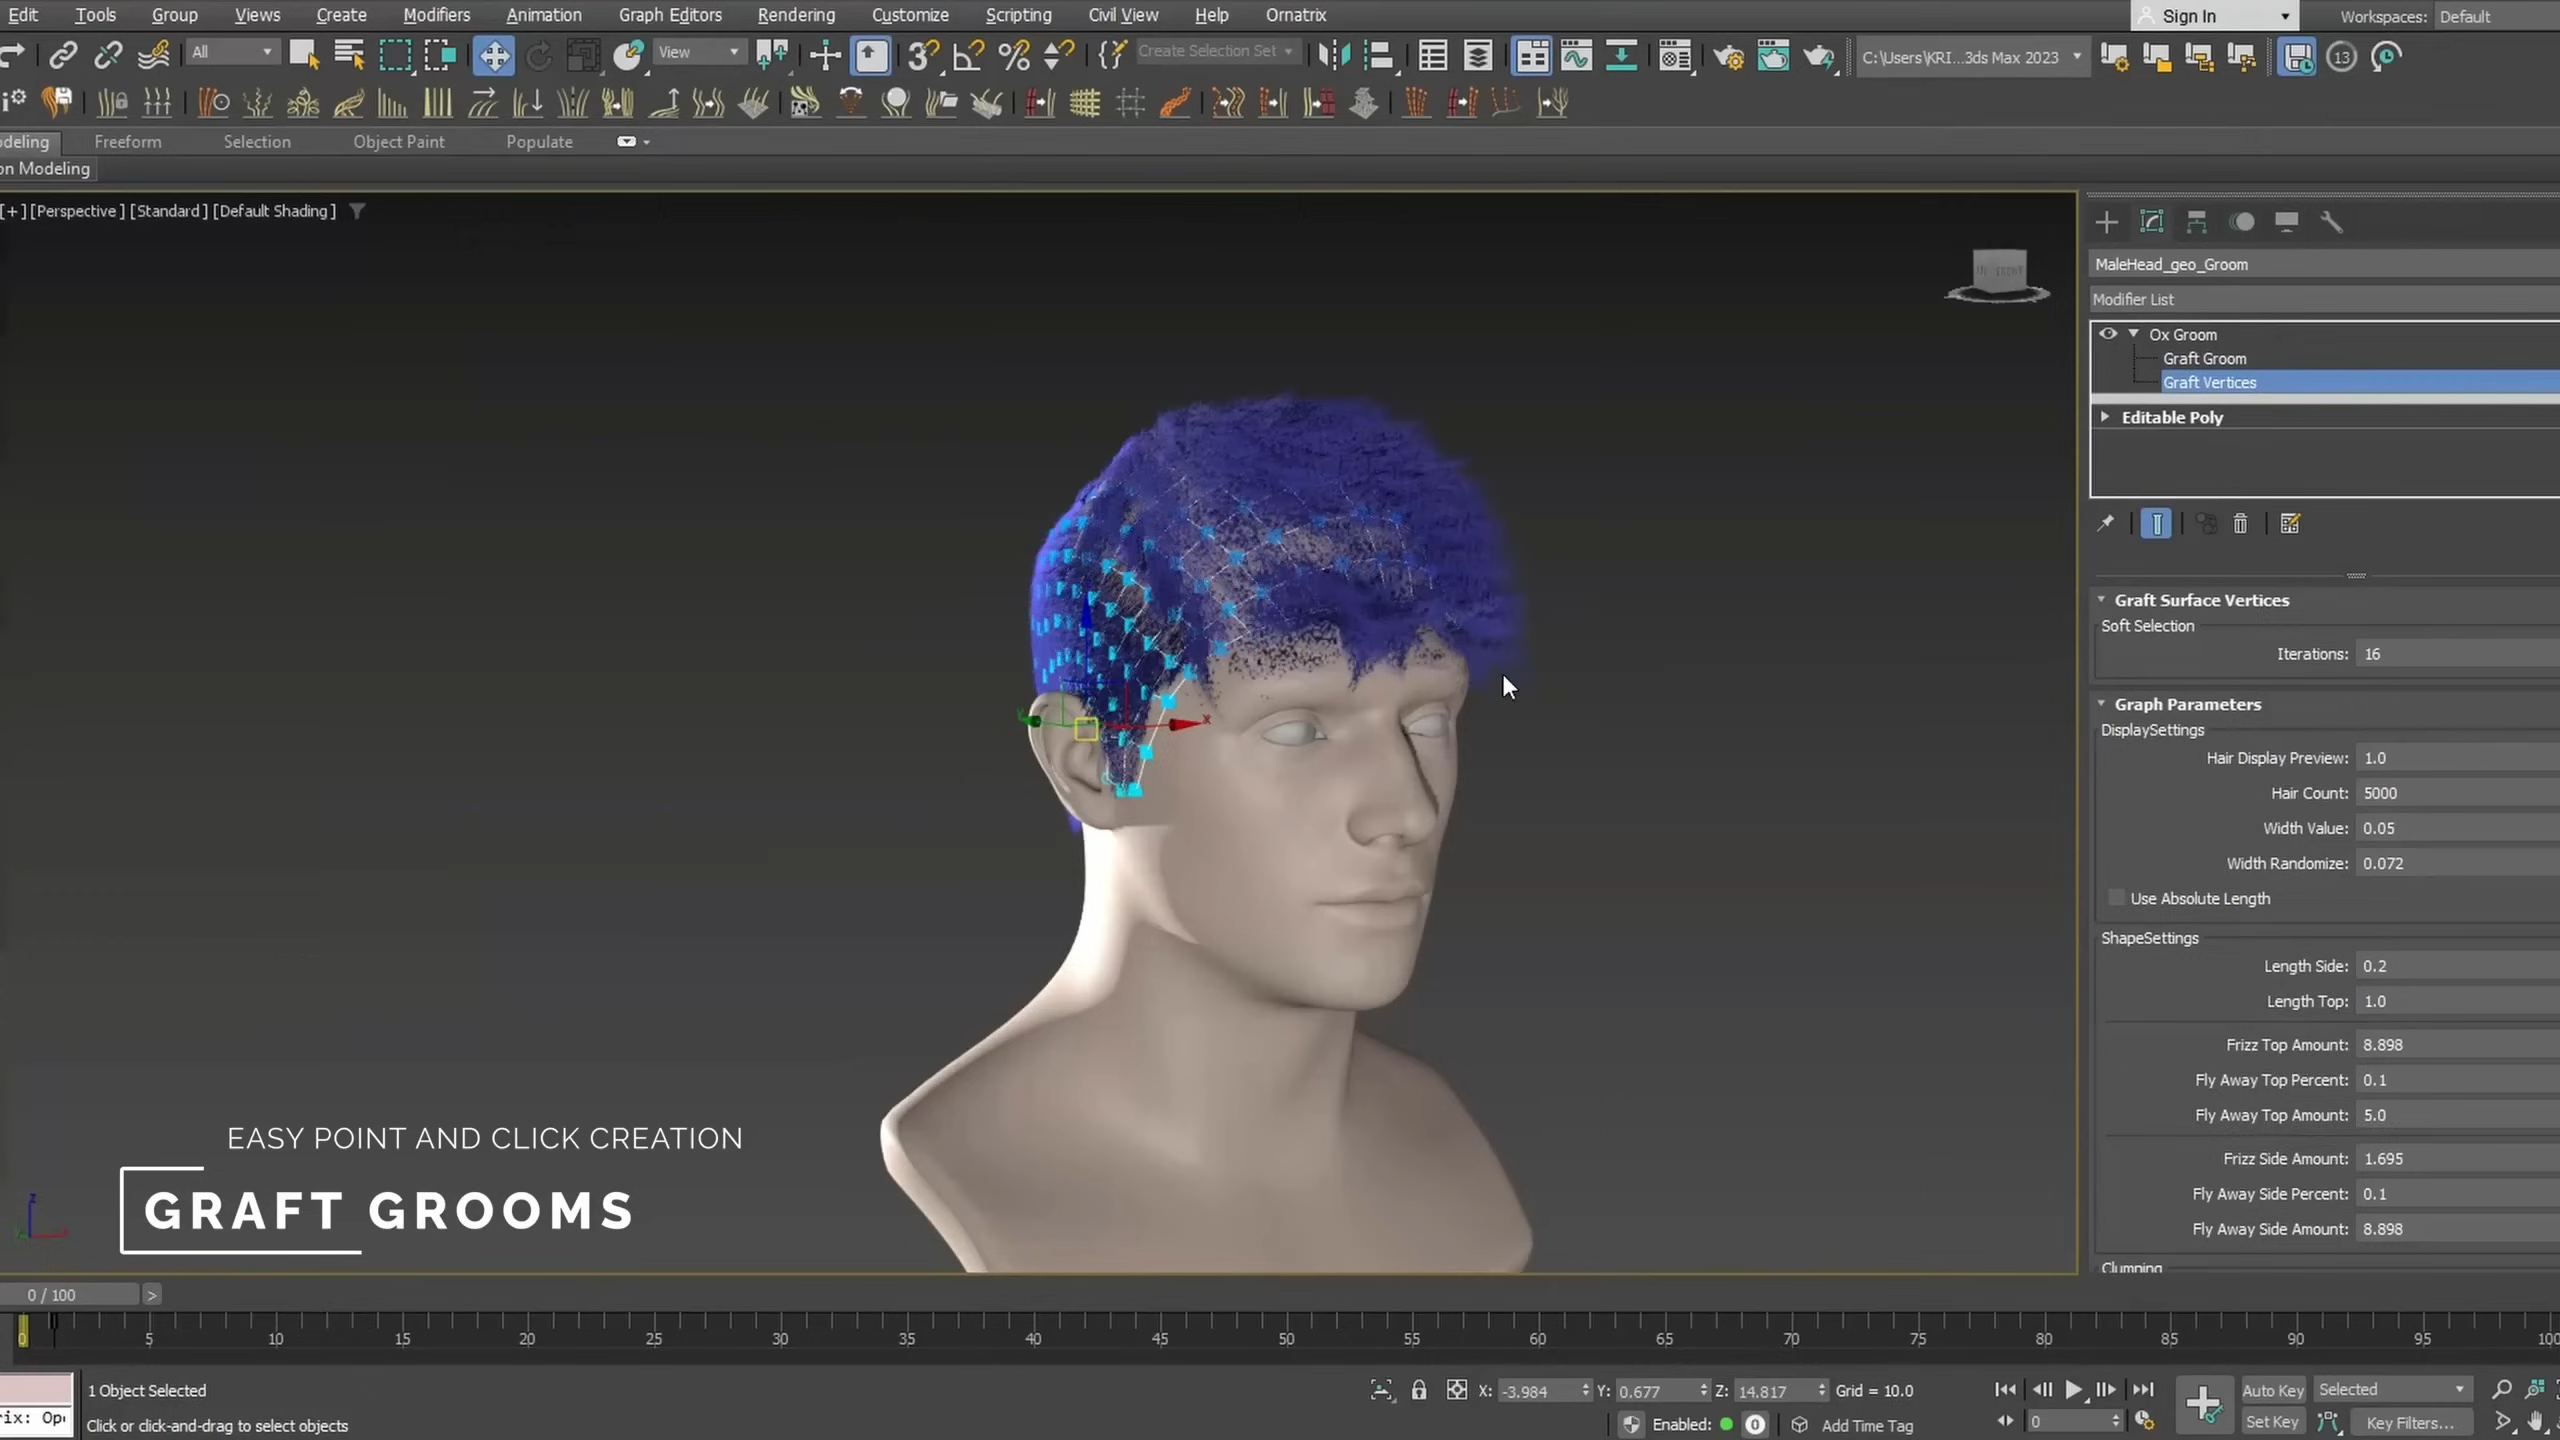 Edit Tools Group Views Create Modifiers Animation Graph Editors Rendering Customize Scripting Civil View Help Ornatrix Sign In Workspaces: Default
All View Create Selection Set C:\Users\KRI...3ds Max 2023 13
odeling Freeform Selection Object Paint Populate
on Modeling
[+] [Perspective ] [Standard ] [Default Shading ]
FRONT
MaleHead_geo_Groom
Modifier List
Ox Groom
Graft Groom
Graft Vertices
Editable Poly
Graft Surface Vertices
Soft Selection
Iterations: 16
Graph Parameters
DisplaySettings
Hair Display Preview: 1.0
Hair Count: 5000
Width Value: 0.05
Width Randomize: 0.072
Use Absolute Length
ShapeSettings
Length Side: 0.2
Length Top: 1.0
Frizz Top Amount: 8.898
Fly Away Top Percent: 0.1
Fly Away Top Amount: 5.0
Frizz Side Amount: 1.695
Fly Away Side Percent: 0.1
Fly Away Side Amount: 8.898
Clumping
x
EASY POINT AND CLICK CREATION
GRAFT GROOMS
z
0 / 100 >
0 5 10 15 20 25 30 35 40 45 50 55 60 65 70 75 80 85 90 95 100
1 Object Selected X: -3.984 Y: 0.677 Z: 14.817 Grid = 10.0 Auto Key Selected
rix: Op
Click or click-and-drag to select objects Enabled: 0 Add Time Tag 0 Set Key Key Filters...